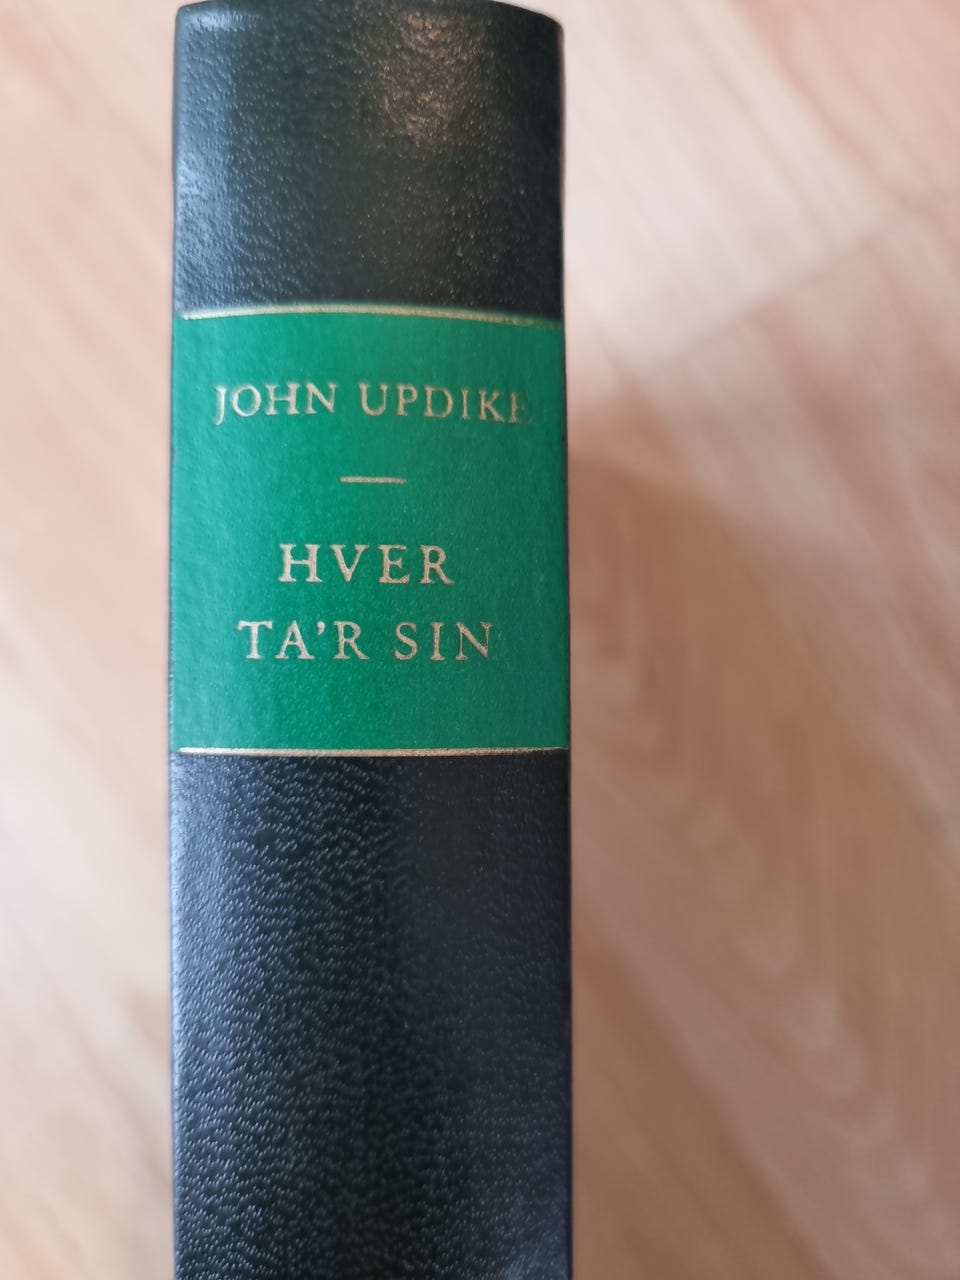 JOHN UPDIKE
HVER
TA’R SIN